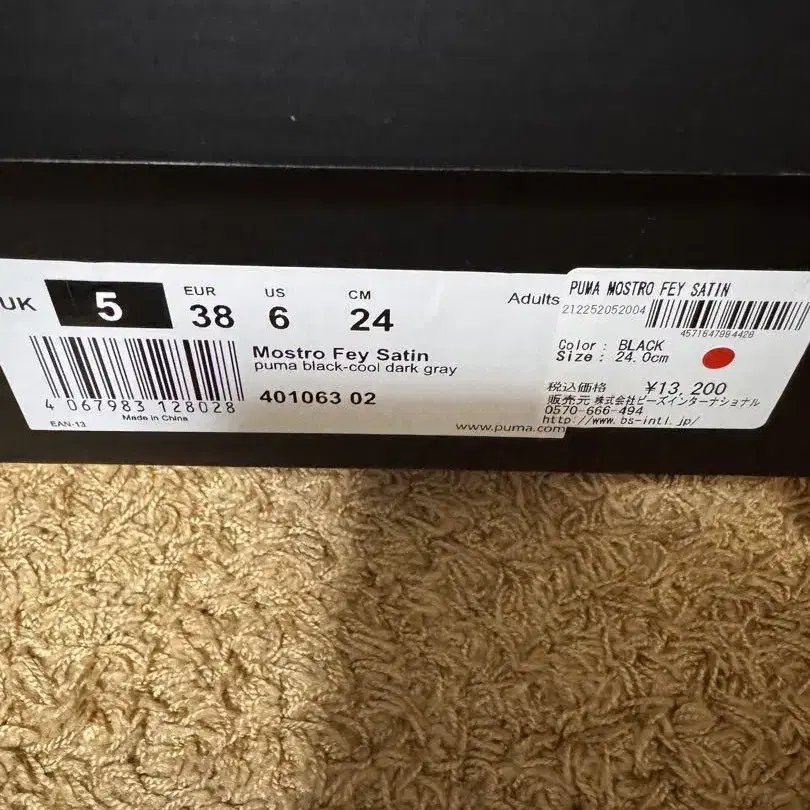 UK 5 EUR 38 US 6 CM 24 Adults
Mostro Fey Satin
puma black-cool dark gray
401063 02
4 067983 128028
EAN-13
Made in China
www.puma.com
PUMA MOSTRO FEY SATIN
212252052004
4571647984428
Color : BLACK
Size : 24.0cm
税込価格 ¥13,200
販売元 株式会社ビーズインターナショナル
0570-666-494
http://www.bs-intl.jp/